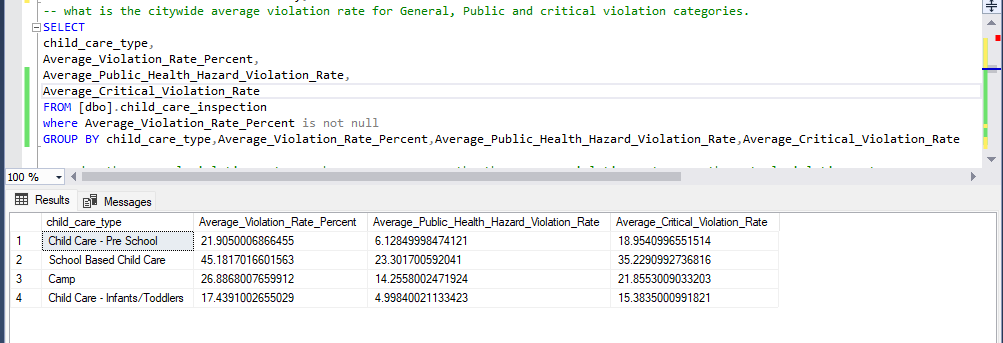 -- what is the citywide average violation rate for General, Public and critical violation categories.
SELECT
child_care_type,
Average_Violation_Rate_Percent,
Average_Public_Health_Hazard_Violation_Rate,
Average_Critical_Violation_Rate
FROM [dbo].child_care_inspection
where Average_Violation_Rate_Percent is not null
GROUP BY child_care_type,Average_Violation_Rate_Percent,Average_Public_Health_Hazard_Violation_Rate,Average_Critical_Violation_Rate
100 %
Results Messages
child_care_type Average_Violation_Rate_Percent Average_Public_Health_Hazard_Violation_Rate Average_Critical_Violation_Rate
1 Child Care - Pre School 21.9050006866455 6.12849998474121 18.9540996551514
2 School Based Child Care 45.1817016601563 23.301700592041 35.2290992736816
3 Camp 26.8868007659912 14.2558002471924 21.8553009033203
4 Child Care - Infants/Toddlers 17.4391002655029 4.99840021133423 15.3835000991821